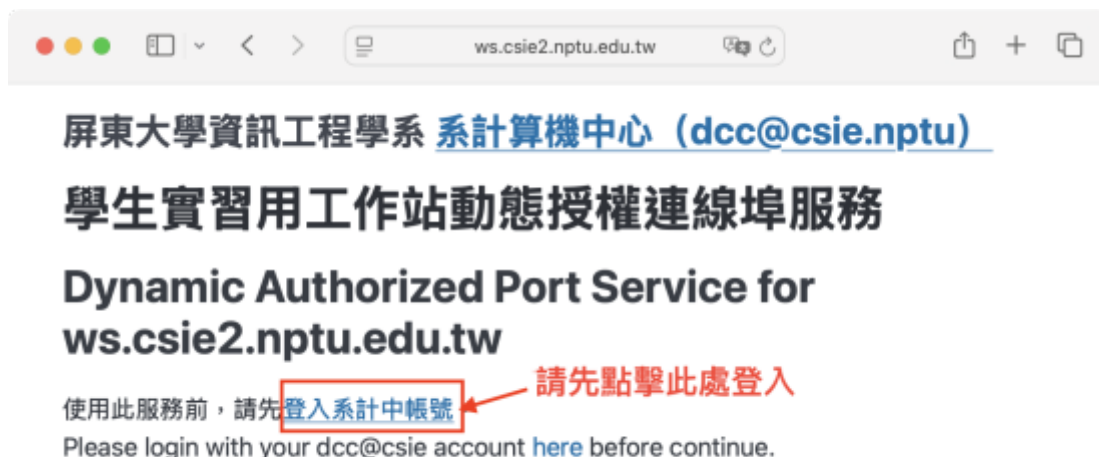 ws.csie2.nptu.edu.tw
屏東大學資訊工程學系 系計算機中心（dcc@csie.nptu）
學生實習用工作站動態授權連線埠服務
Dynamic Authorized Port Service for
ws.csie2.nptu.edu.tw
請先點擊此處登入
使用此服務前，請先登入系計中帳號
Please login with your dcc@csie account here before continue.